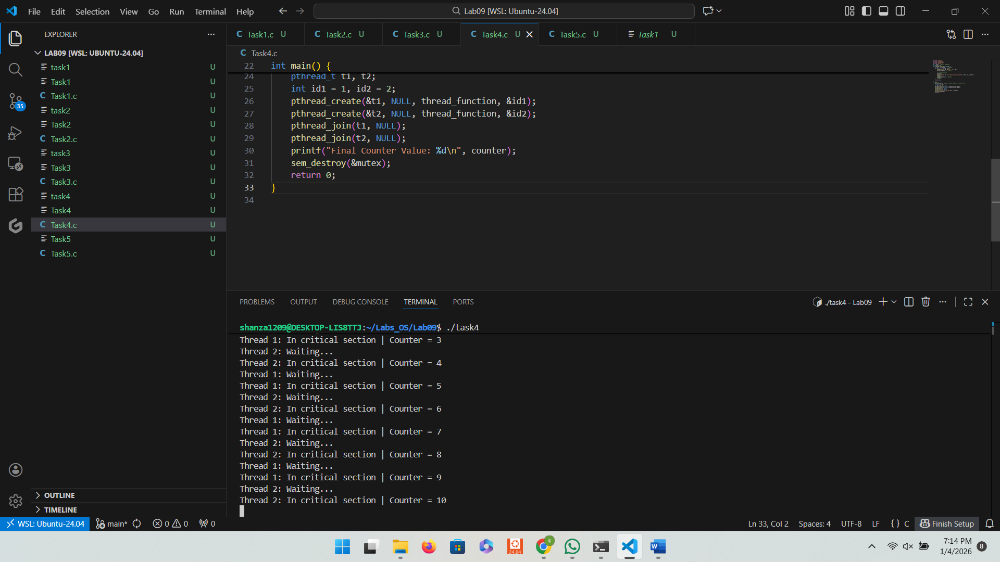 File Edit Selection View Go Run Terminal Help
Lab09 [WSL: Ubuntu-24.04]
EXPLORER
LAB09 [WSL: UBUNTU-24.04]
task1 U
Task1 U
C Task1.c U
task2 U
Task2 U
C Task2.c U
task3 U
Task3 U
C Task3.c U
task4 U
Task4 U
C Task4.c U
Task5 U
C Task5.c U
35
OUTLINE
TIMELINE
C Task1.c U C Task2.c U C Task3.c U C Task4.c U C Task5.c U Task1 U
C Task4.c
22 int main() {
24 pthread_t t1, t2;
25 int id1 = 1, id2 = 2;
26 pthread_create(&t1, NULL, thread_function, &id1);
27 pthread_create(&t2, NULL, thread_function, &id2);
28 pthread_join(t1, NULL);
29 pthread_join(t2, NULL);
30 printf("Final Counter Value: %d\n", counter);
31 sem_destroy(&mutex);
32 return 0;
33 }
34
PROBLEMS OUTPUT DEBUG CONSOLE TERMINAL PORTS
./task4 - Lab09
shanza1209@DESKTOP-LIS8TTJ:~/Labs_OS/Lab09$ ./task4
Thread 1: In critical section | Counter = 3
Thread 2: Waiting...
Thread 2: In critical section | Counter = 4
Thread 1: Waiting...
Thread 1: In critical section | Counter = 5
Thread 2: Waiting...
Thread 2: In critical section | Counter = 6
Thread 1: Waiting...
Thread 1: In critical section | Counter = 7
Thread 2: Waiting...
Thread 2: In critical section | Counter = 8
Thread 1: Waiting...
Thread 1: In critical section | Counter = 9
Thread 2: Waiting...
Thread 2: In critical section | Counter = 10
WSL: Ubuntu-24.04 main* 0 0 0
Ln 33, Col 2 Spaces: 4 UTF-8 LF {} C Finish Setup
24.04
S
W
7:14 PM
1/4/2026
8